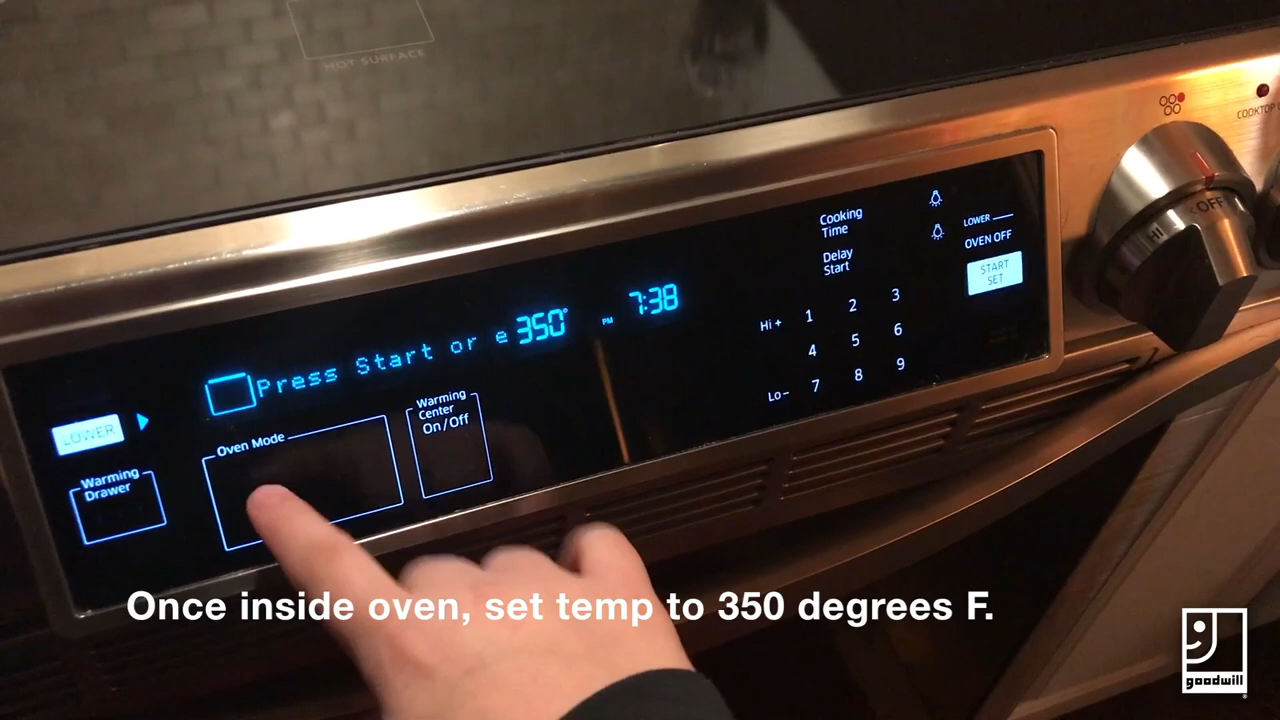 HOT SURFACE
COOKTOP
OFF
HI
Cooking
Time
Delay
Start
LOWER
OVEN OFF
START
SET
Press Start or e 350° PM 7:38
Hi +
1 2 3
4 5 6
Lo –
7 8 9
LOWER
Oven Mode
Warming
Center
On/Off
Warming
Drawer
Once inside oven, set temp to 350 degrees F.
goodwill
®